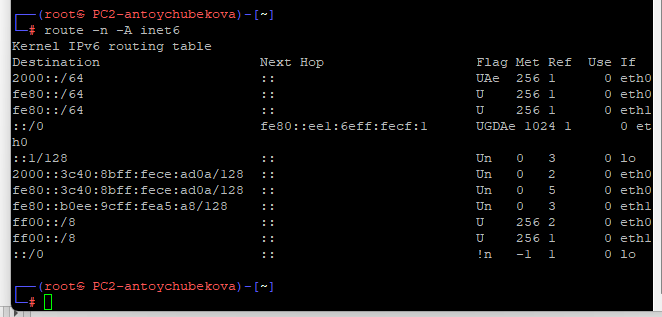 ┌──(root㉿ PC2-antoychubekova)-[~]
└─# route -n -A inet6
Kernel IPv6 routing table
Destination                    Next Hop                   Flag Met Ref Use If
2000::/64                      ::                         UAe  256 1     0 eth0
fe80::/64                      ::                         U    256 1     0 eth0
fe80::/64                      ::                         U    256 1     0 eth1
::/0                           fe80::ee1:6eff:fecf:1      UGDAe 1024 1     0 et
h0
::1/128                        ::                         Un   0   3     0 lo
2000::3c40:8bff:fece:ad0a/128  ::                         Un   0   2     0 eth0
fe80::3c40:8bff:fece:ad0a/128  ::                         Un   0   5     0 eth0
fe80::b0ee:9cff:fea5:a8/128    ::                         Un   0   3     0 eth1
ff00::/8                       ::                         U    256 2     0 eth0
ff00::/8                       ::                         U    256 1     0 eth1
::/0                           ::                         !n   -1  1     0 lo
┌──(root㉿ PC2-antoychubekova)-[~]
└─#